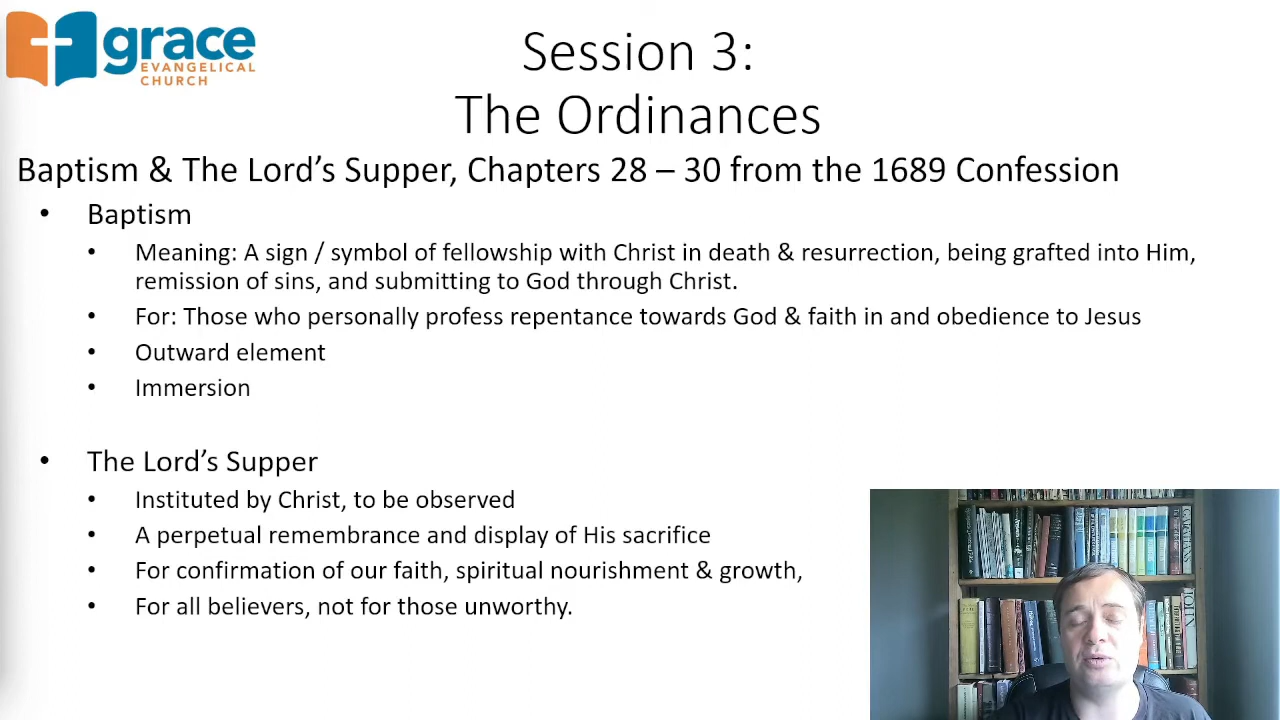 grace
EVANGELICAL
CHURCH
Session 3:
The Ordinances
Baptism & The Lord’s Supper, Chapters 28 – 30 from the 1689 Confession
• Baptism
• Meaning: A sign / symbol of fellowship with Christ in death & resurrection, being grafted into Him,
remission of sins, and submitting to God through Christ.
• For: Those who personally profess repentance towards God & faith in and obedience to Jesus
• Outward element
• Immersion
• The Lord’s Supper
• Instituted by Christ, to be observed
• A perpetual remembrance and display of His sacrifice
• For confirmation of our faith, spiritual nourishment & growth,
• For all believers, not for those unworthy.